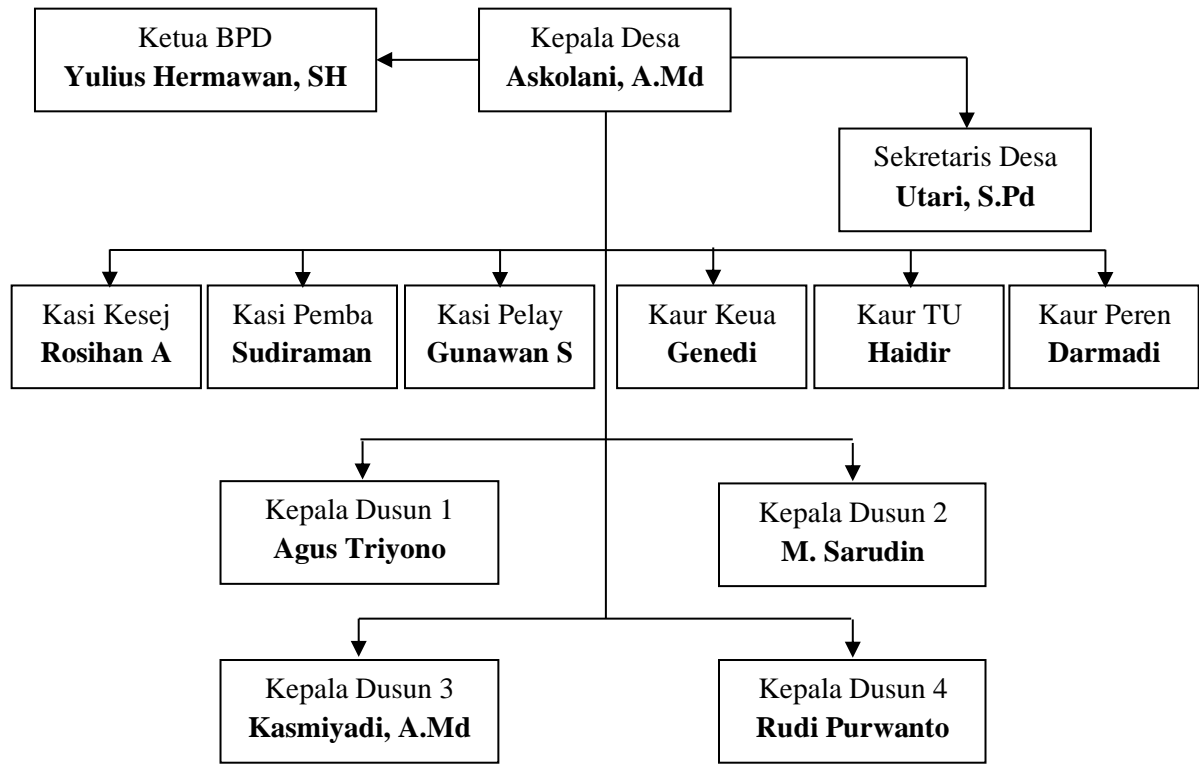 Ketua BPD
Yulius Hermawan, SH
Kepala Desa
Askolani, A.Md
Sekretaris Desa
Utari, S.Pd
Kasi Kesej
Rosihan A
Kasi Pemba
Sudiraman
Kasi Pelay
Gunawan S
Kaur Keua
Genedi
Kaur TU
Haidir
Kaur Peren
Darmadi
Kepala Dusun 1
Agus Triyono
Kepala Dusun 2
M. Sarudin
Kepala Dusun 3
Kasmiyadi, A.Md
Kepala Dusun 4
Rudi Purwanto